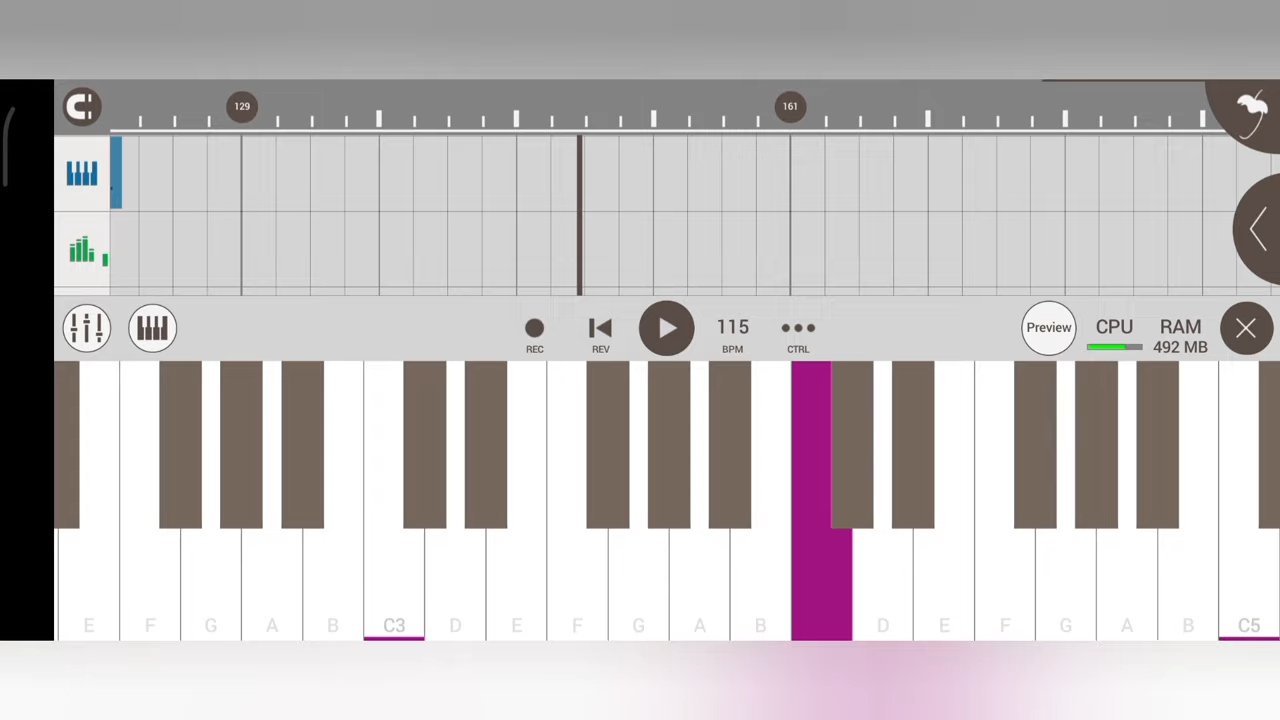 129 161
REC REV 115 BPM CTRL Preview CPU RAM 492 MB
E F G A B C3 D E F G A B D E F G A B C5